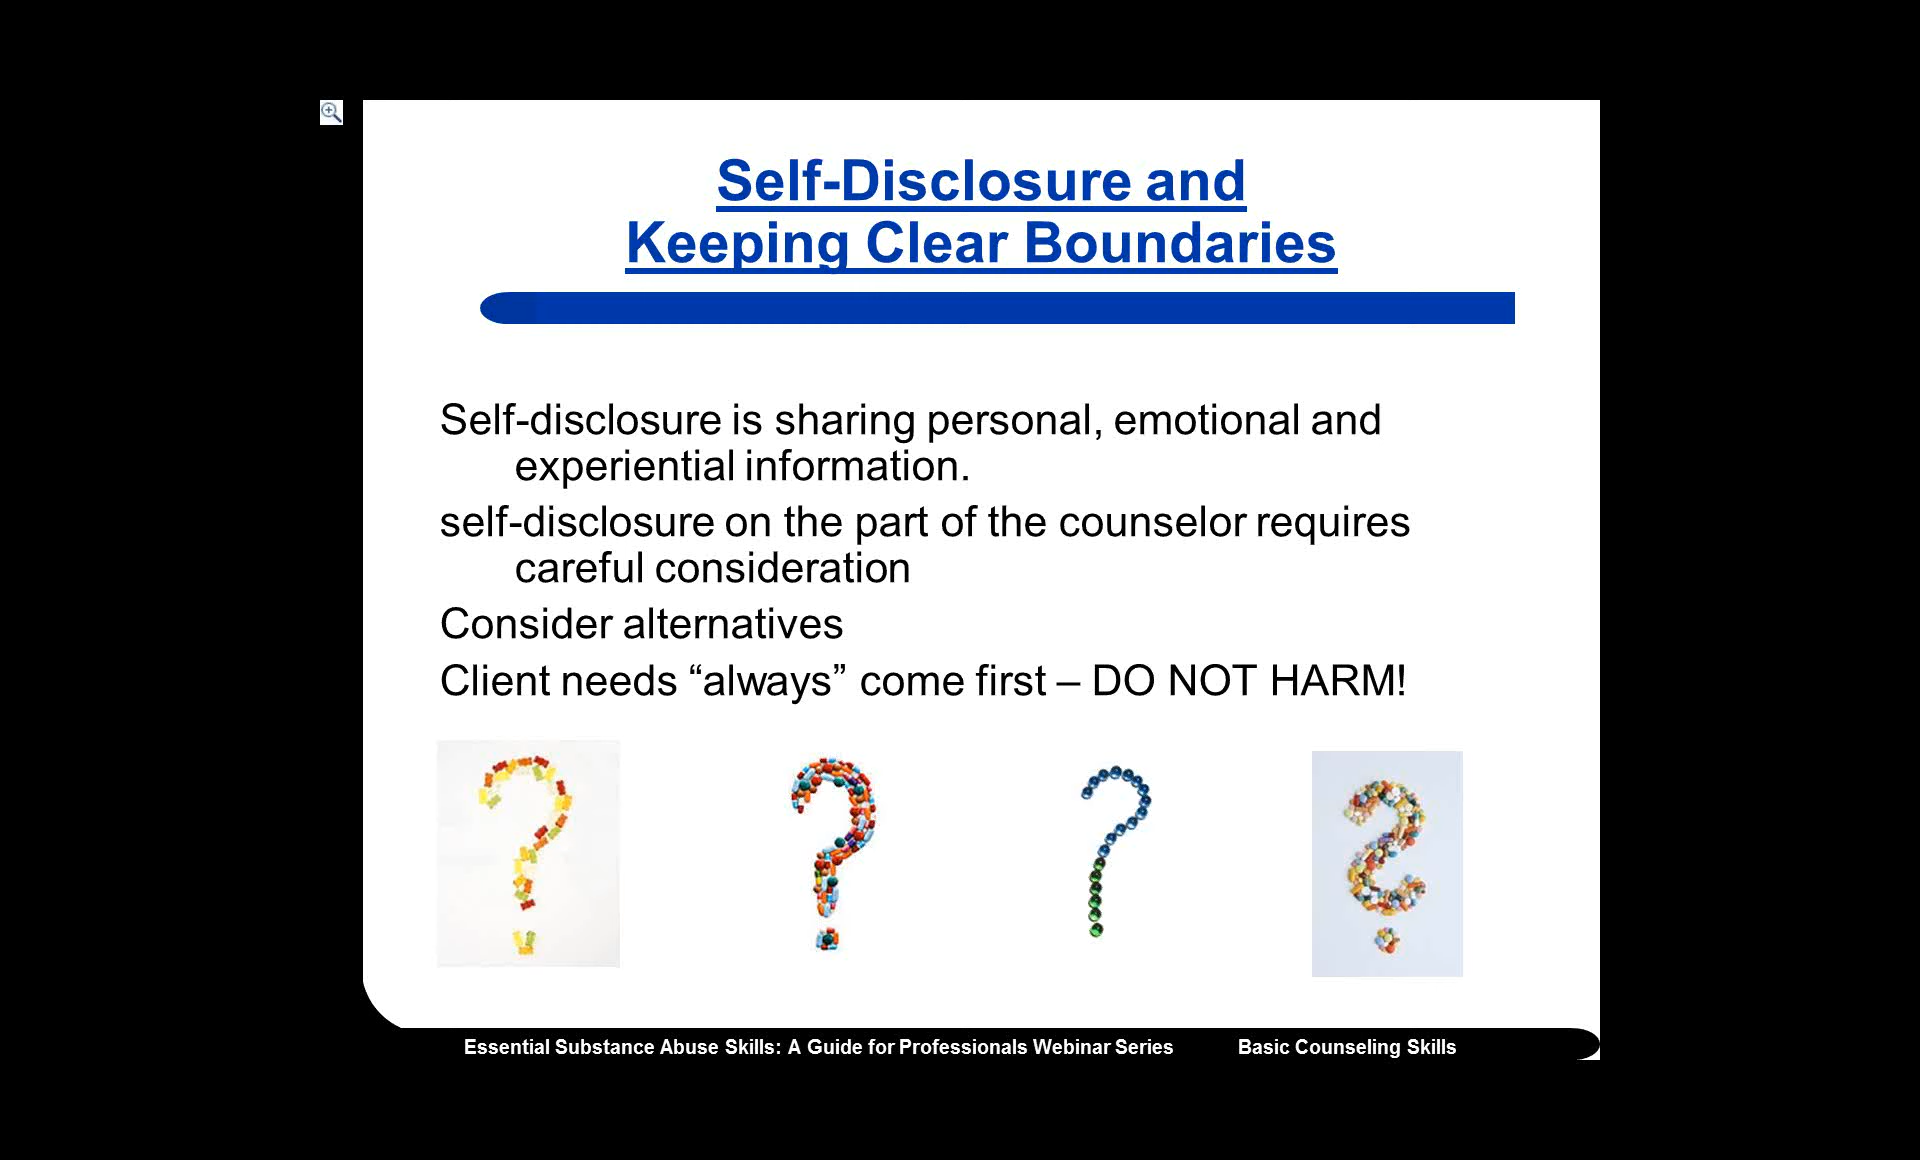 Self-Disclosure and
Keeping Clear Boundaries
Self-disclosure is sharing personal, emotional and
experiential information.
self-disclosure on the part of the counselor requires
careful consideration
Consider alternatives
Client needs “always” come first – DO NOT HARM!
Essential Substance Abuse Skills: A Guide for Professionals Webinar Series Basic Counseling Skills